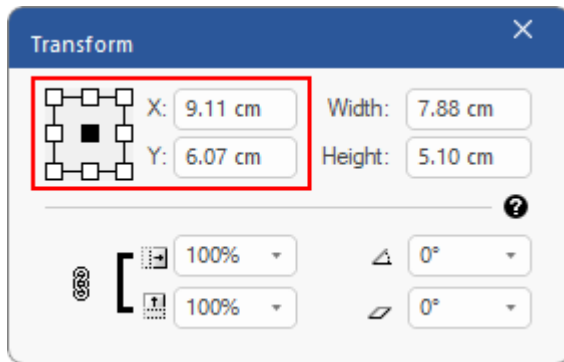 Transform
X: 9.11 cm Width: 7.88 cm
Y: 6.07 cm Height: 5.10 cm
?
100% 0°
100% 0°